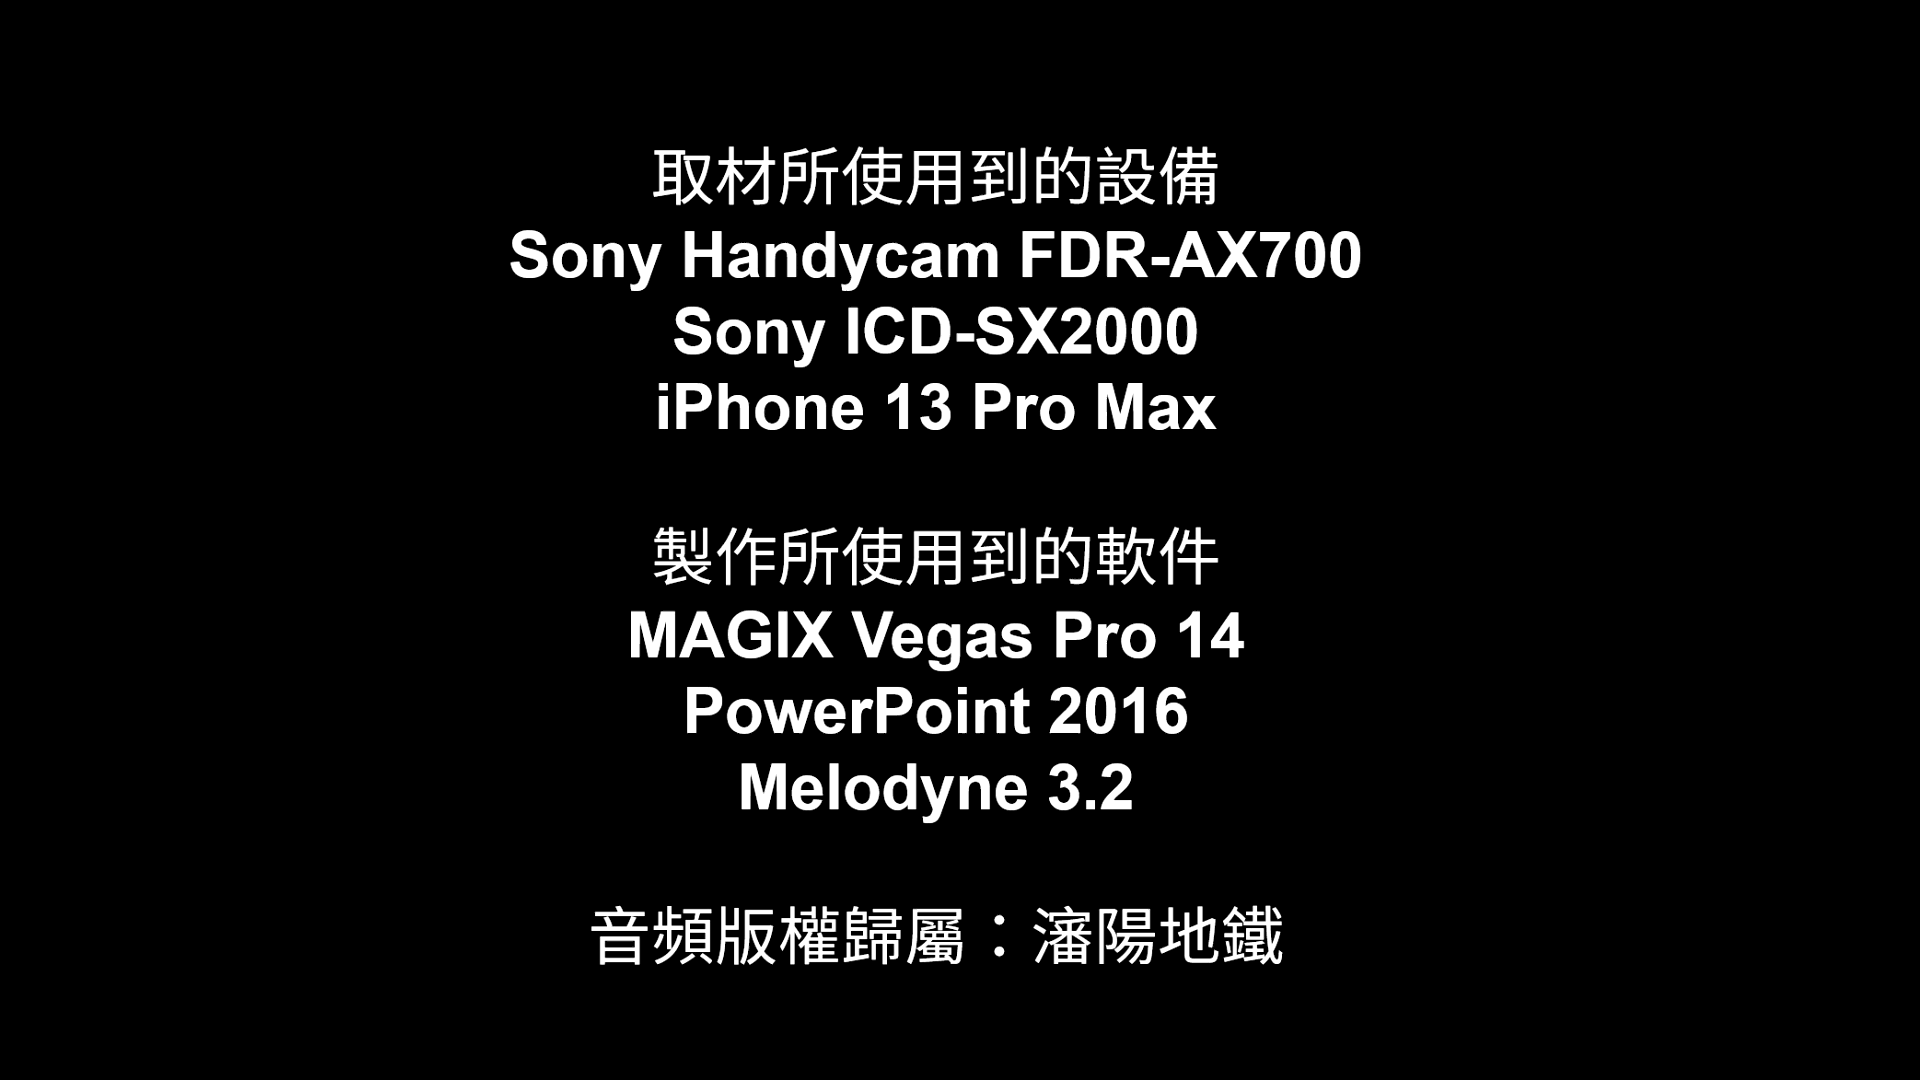 取材所使用到的設備
Sony Handycam FDR-AX700
Sony ICD-SX2000
iPhone 13 Pro Max
製作所使用到的軟件
MAGIX Vegas Pro 14
PowerPoint 2016
Melodyne 3.2
音頻版權歸屬：瀋陽地鐵